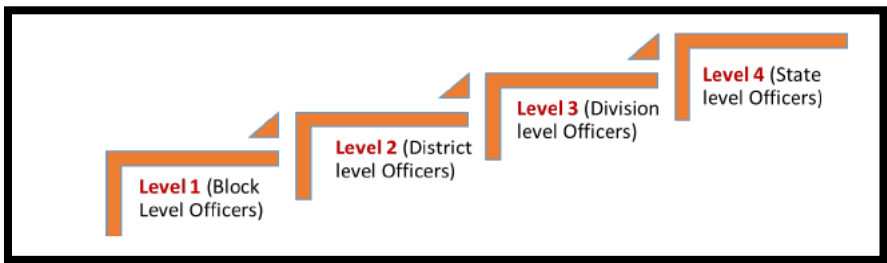 Level 1 (Block
Level Officers)
Level 2 (District
level Officers)
Level 3 (Division
level Officers)
Level 4 (State
level Officers)